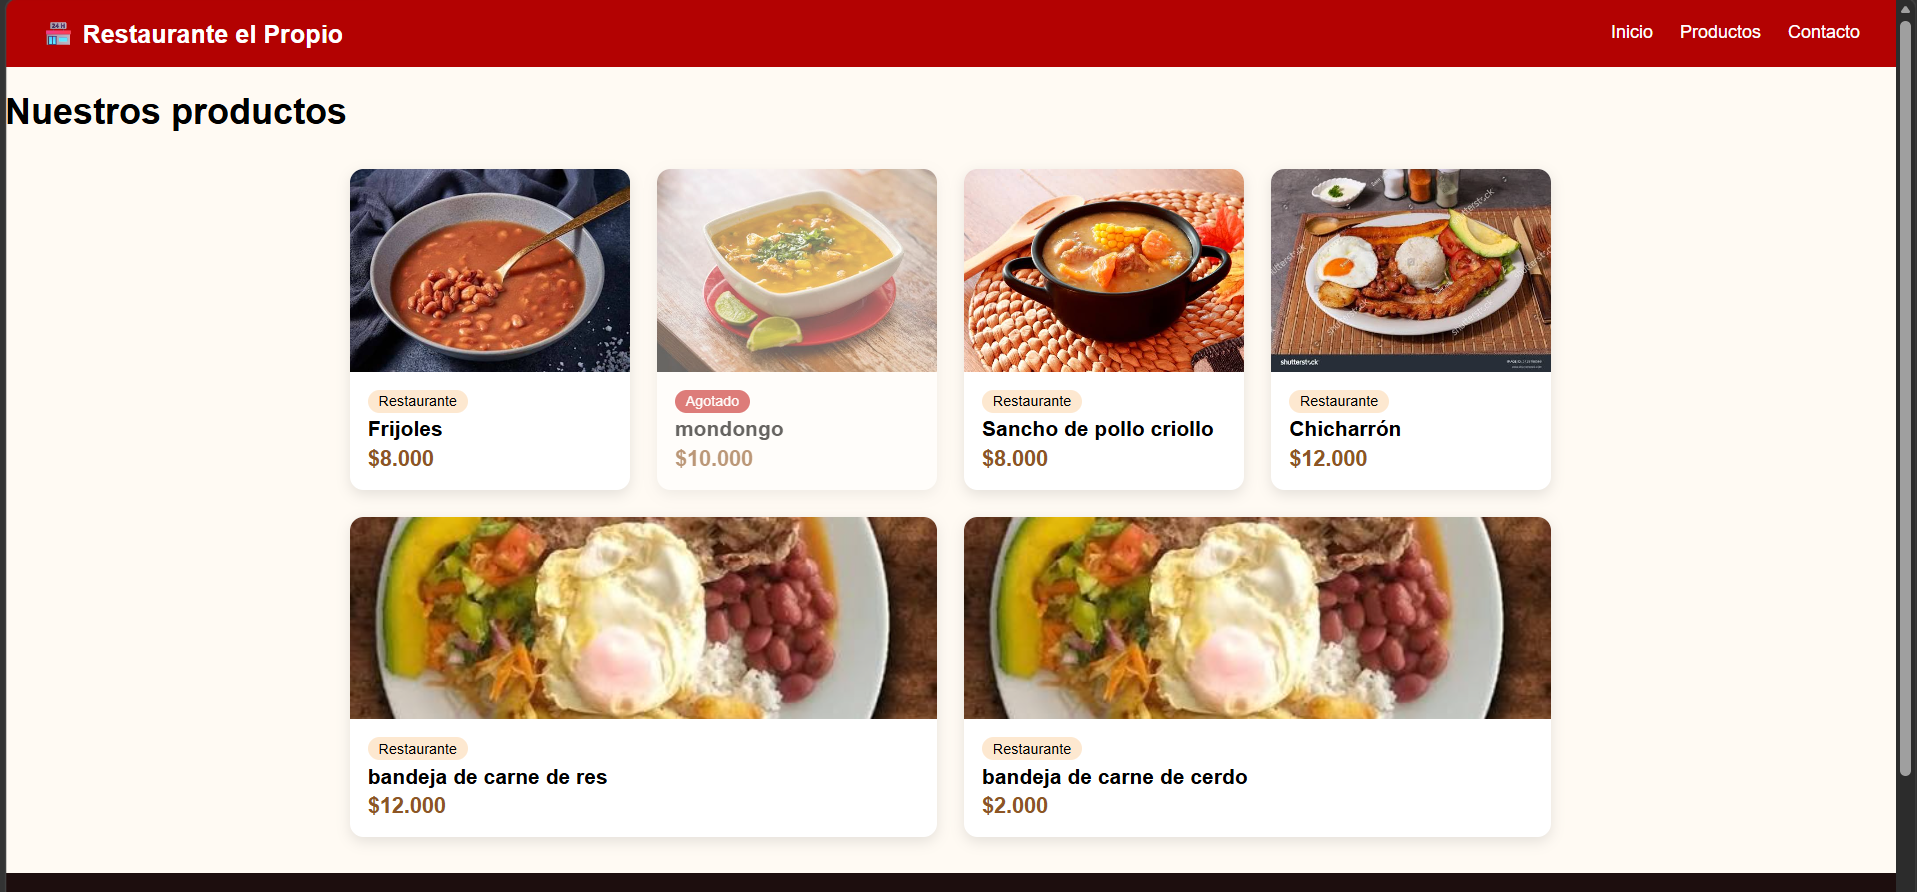 24 H
Restaurante el Propio
Inicio Productos Contacto
Nuestros productos
shutterstock
Restaurante
Frijoles
$8.000
Agotado
mondongo
$10.000
Restaurante
Sancho de pollo criollo
$8.000
Restaurante
Chicharrón
$12.000
Restaurante
bandeja de carne de res
$12.000
Restaurante
bandeja de carne de cerdo
$2.000